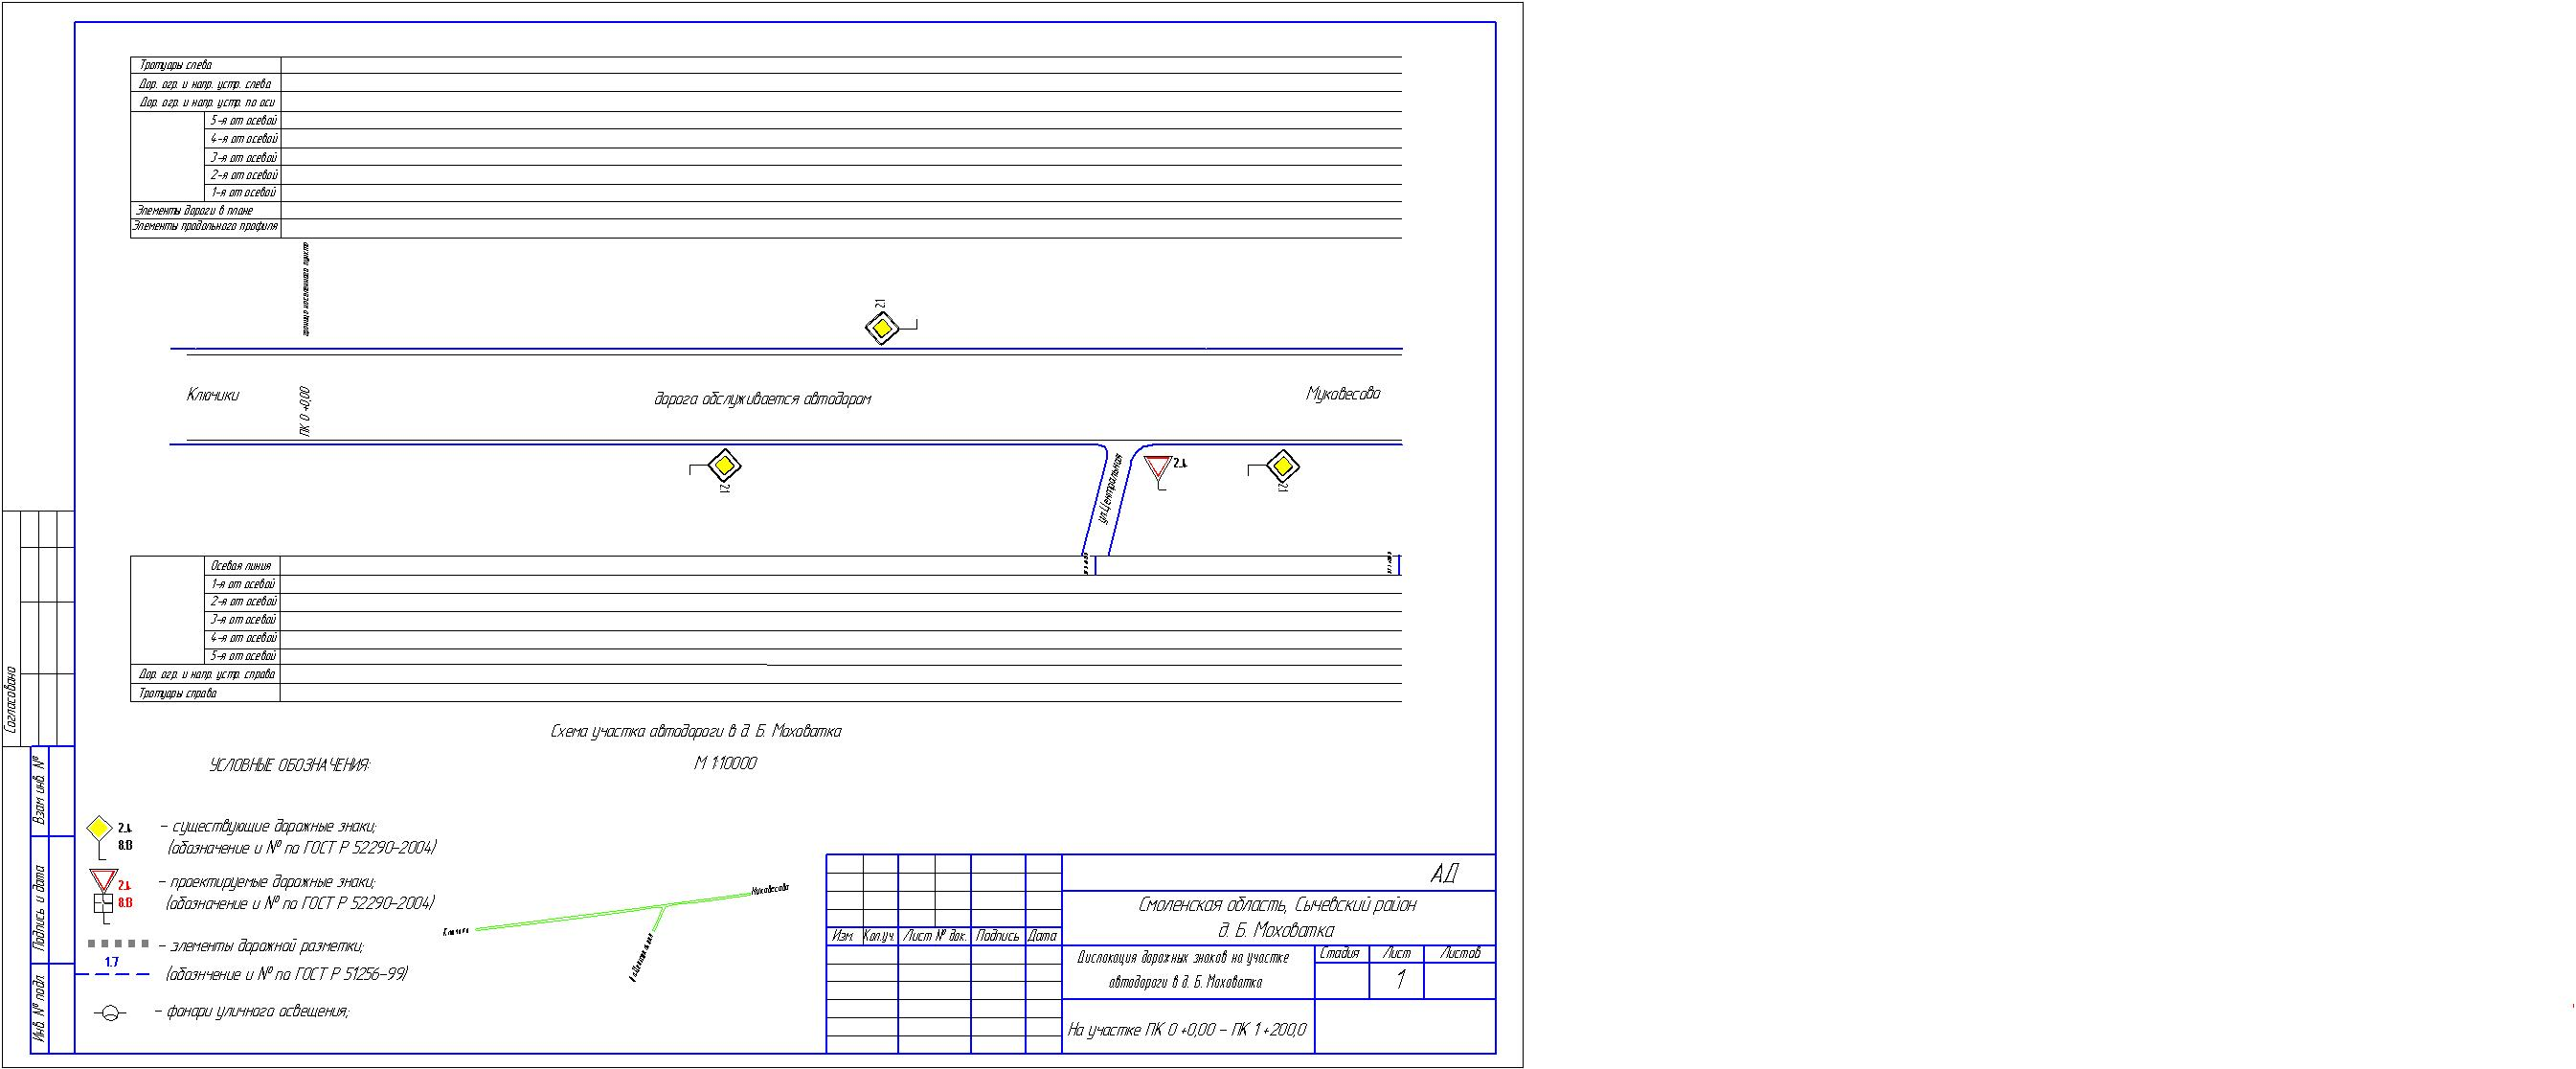 Тротуары слева
Дор. огр. и напр. устр. слева
Дор. огр. и напр. устр. по оси
5-я от осевой
4-я от осевой
3-я от осевой
2-я от осевой
1-я от осевой
Элементы дороги в плане
Элементы продольного профиля
граница населенного пункта
2.1
Ключики
ПК 0 +0,00
дорога обслуживается автодором
Муковесово
2.1
ул.Центральная
2.4
2.1
Осевая линия
1-я от осевой
2-я от осевой
3-я от осевой
4-я от осевой
5-я от осевой
Дор. огр. и напр. устр. справа
Тротуары справа
Схема участка автодороги в д. Б. Моховатка
М 1:10000
УСЛОВНЫЕ ОБОЗНАЧЕНИЯ:
2.4
8.13
- существующие дорожные знаки;
(обозначение и № по ГОСТ Р 52290-2004)
2.4
8.13
- проектируемые дорожные знаки;
(обозначение и № по ГОСТ Р 52290-2004)
- элементы дорожной разметки;
1.7
(обознчение и № по ГОСТ Р 51256-99)
- фонари уличного освещения;
Ключики
Муковесово
Согласовано
Взам. инв. №
Подпись и дата
Инв. № подл.
Изм.
Кол.уч.
Лист
№ док.
Подпись
Дата
АД
Смоленская область, Сычевский район
д. Б. Моховатка
Дислокация дорожных знаков на участке
автодороги в д. Б. Моховатка
Стадия
Лист
Листов
1
На участке ПК 0 +0,00 - ПК 1 +200,0